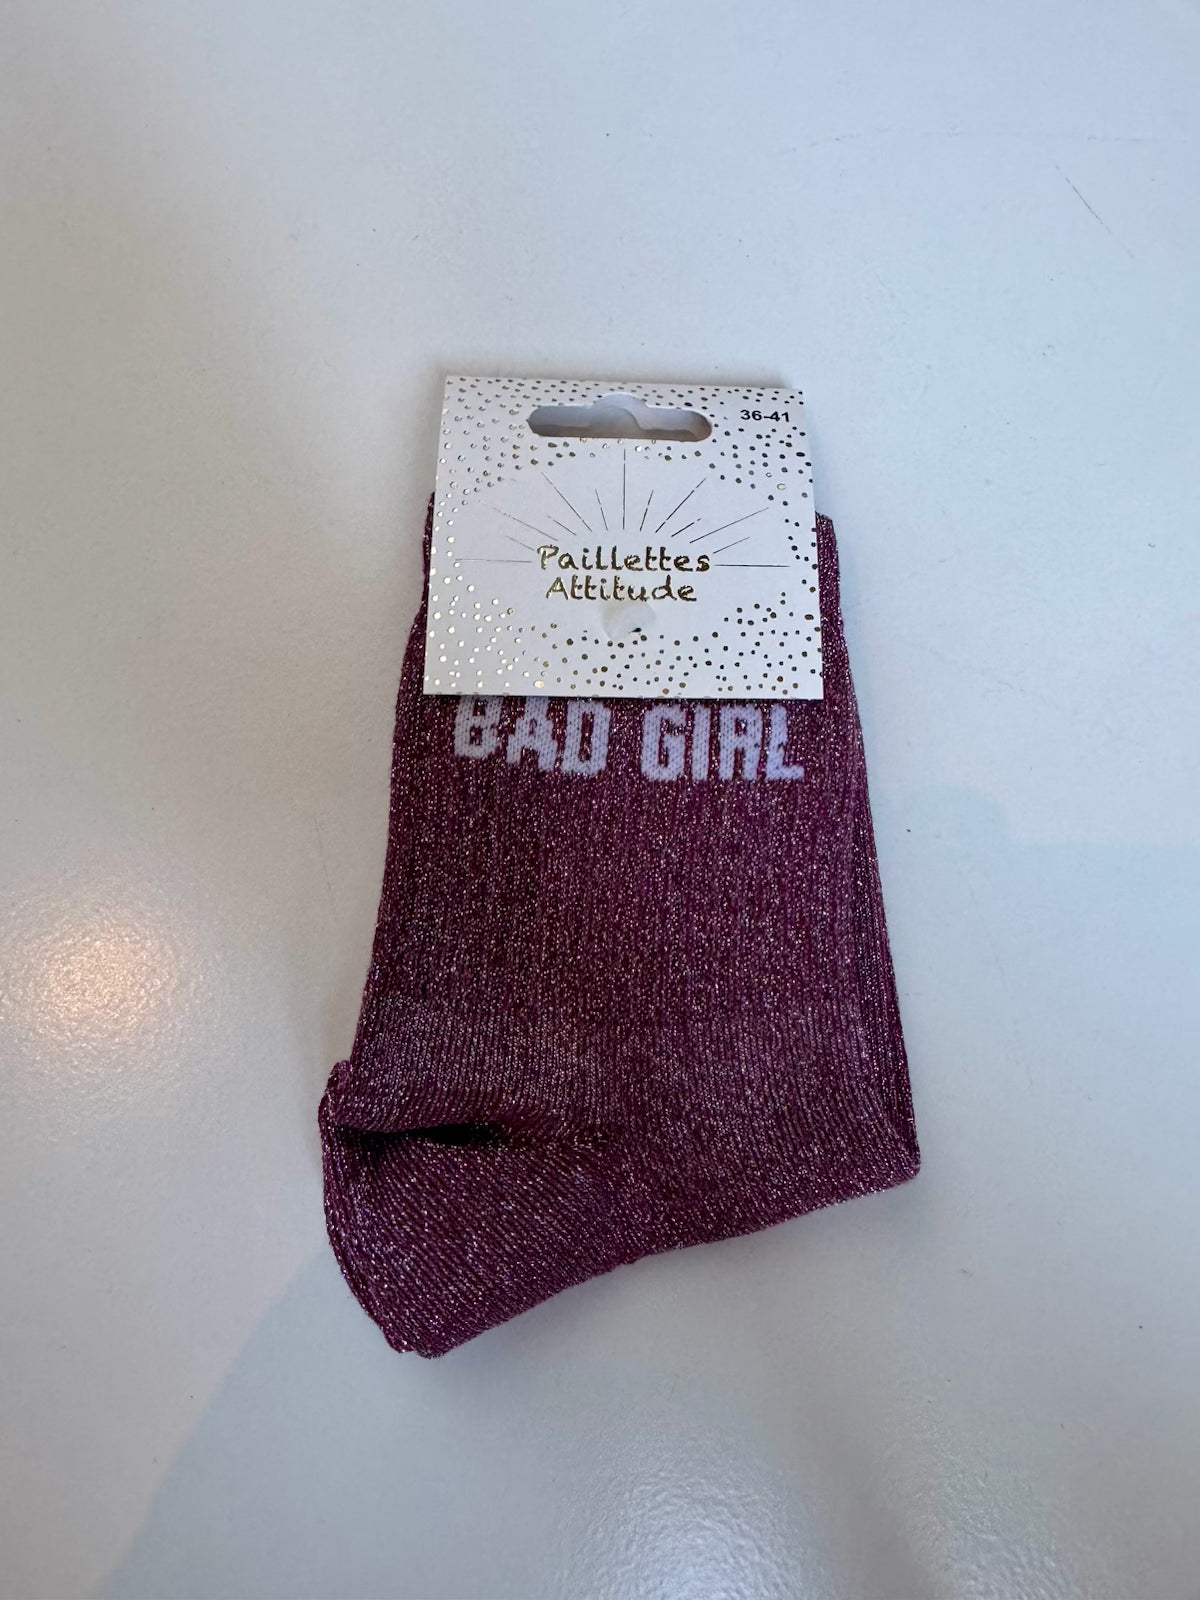 36-41
Paillettes
Attitude
BAD GIRL